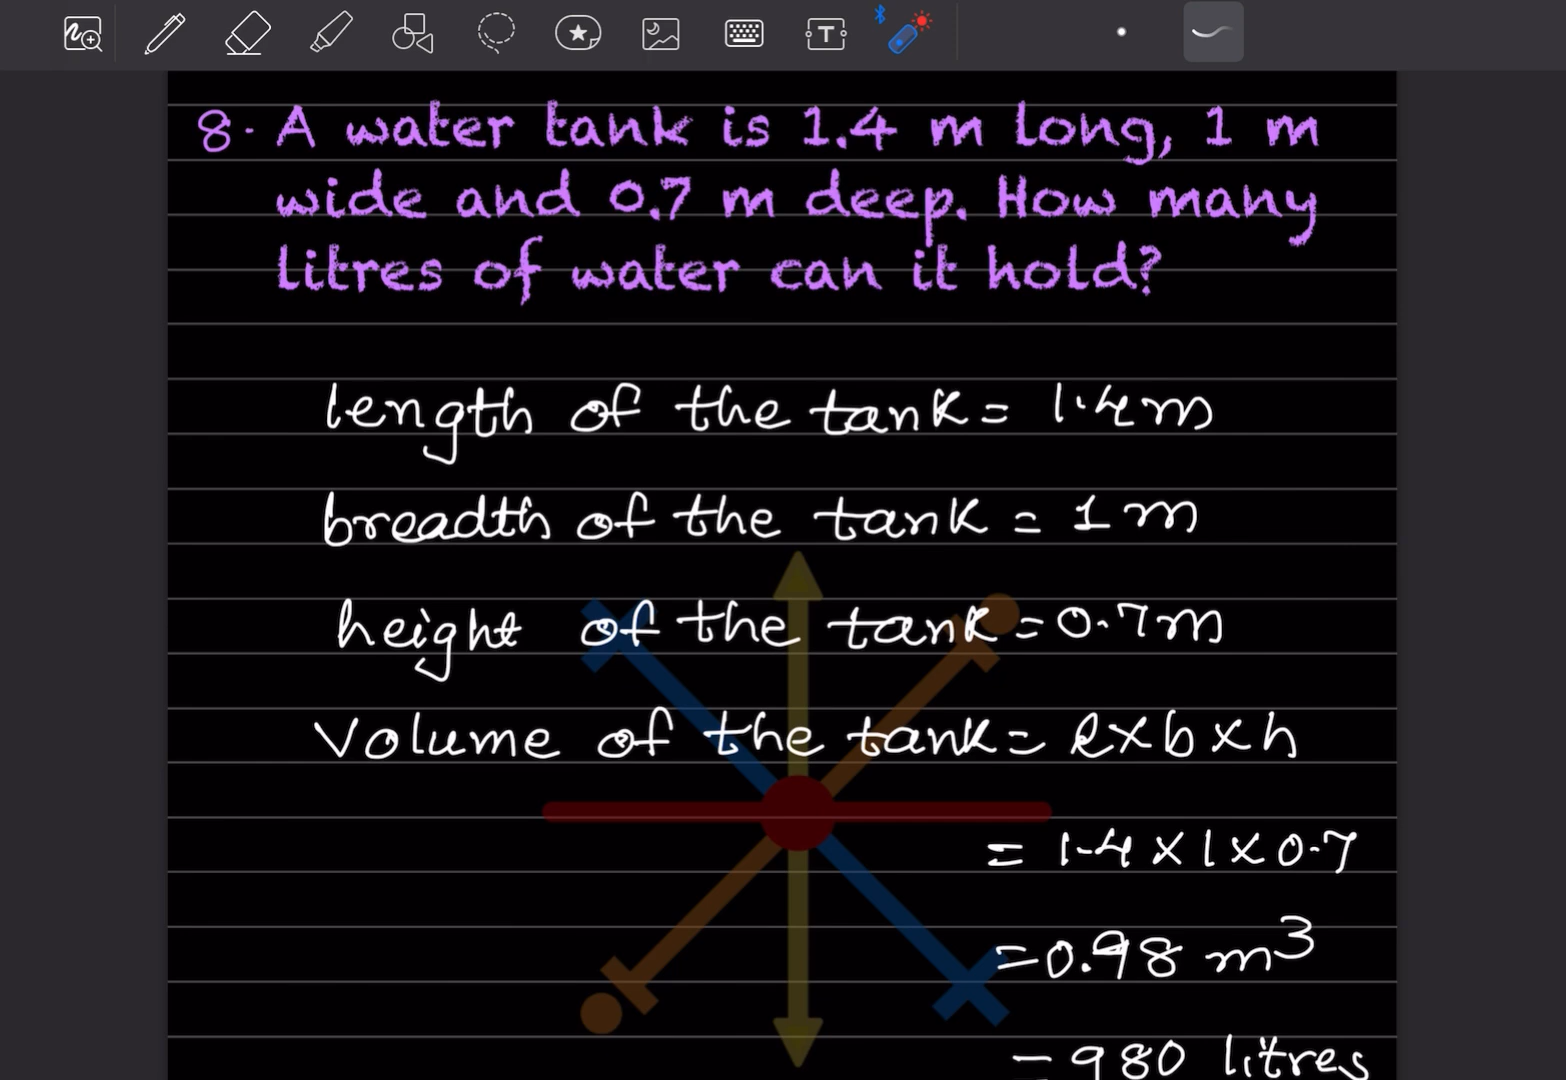 8. A water tank is 1.4 m long, 1 m
wide and 0.7 m deep. How many
litres of water can it hold?
length of the tank = 1.4m
breadth of the tank = 1m
height of the tank = 0.7m
Volume of the tank = l×b×h
= 1.4 × 1 × 0.7
= 0.98 m³
= 980 litres